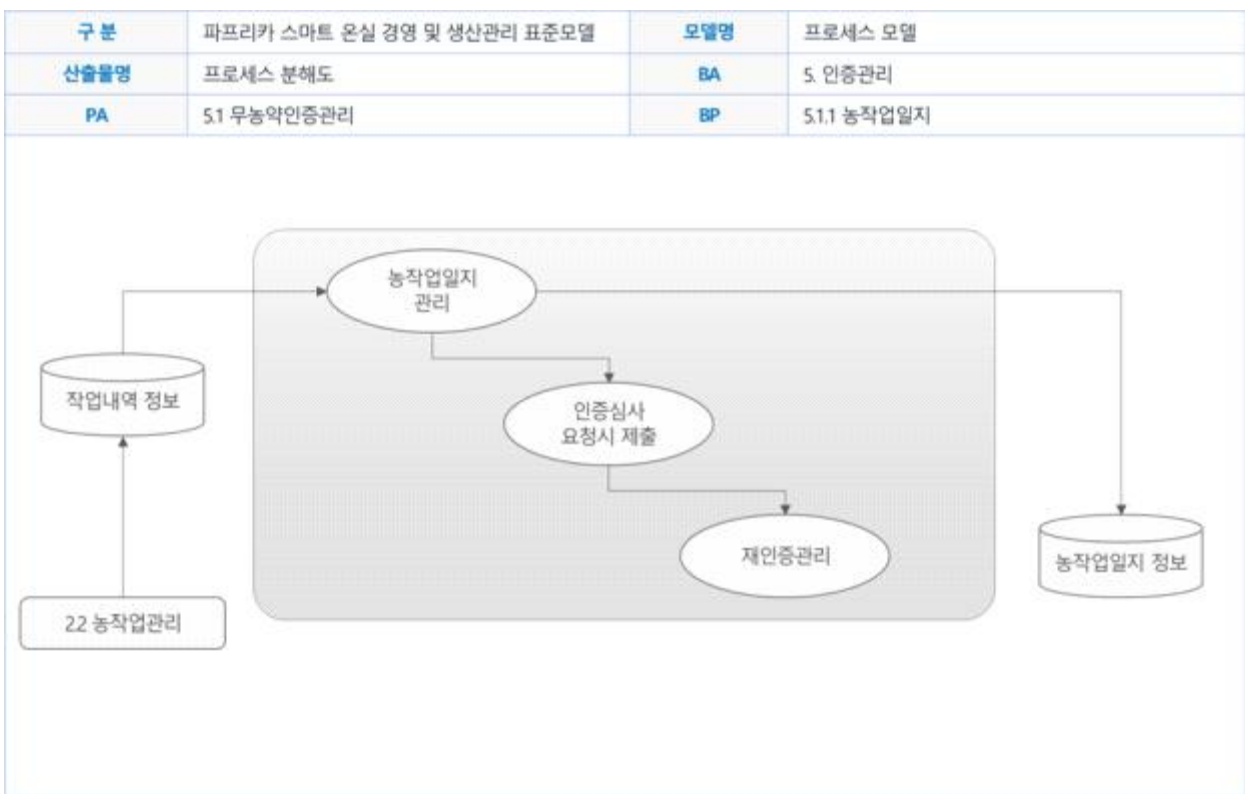 구 분 파프리카 스마트 온실 경영 및 생산관리 표준모델 모델명 프로세스 모델
산출물명 프로세스 분해도 BA 5. 인증관리
PA 5.1 무농약인증관리 BP 5.1.1 농작업일지
농작업일지
관리
작업내역 정보
인증심사
요청시 제출
재인증관리
농작업일지 정보
2.2 농작업관리